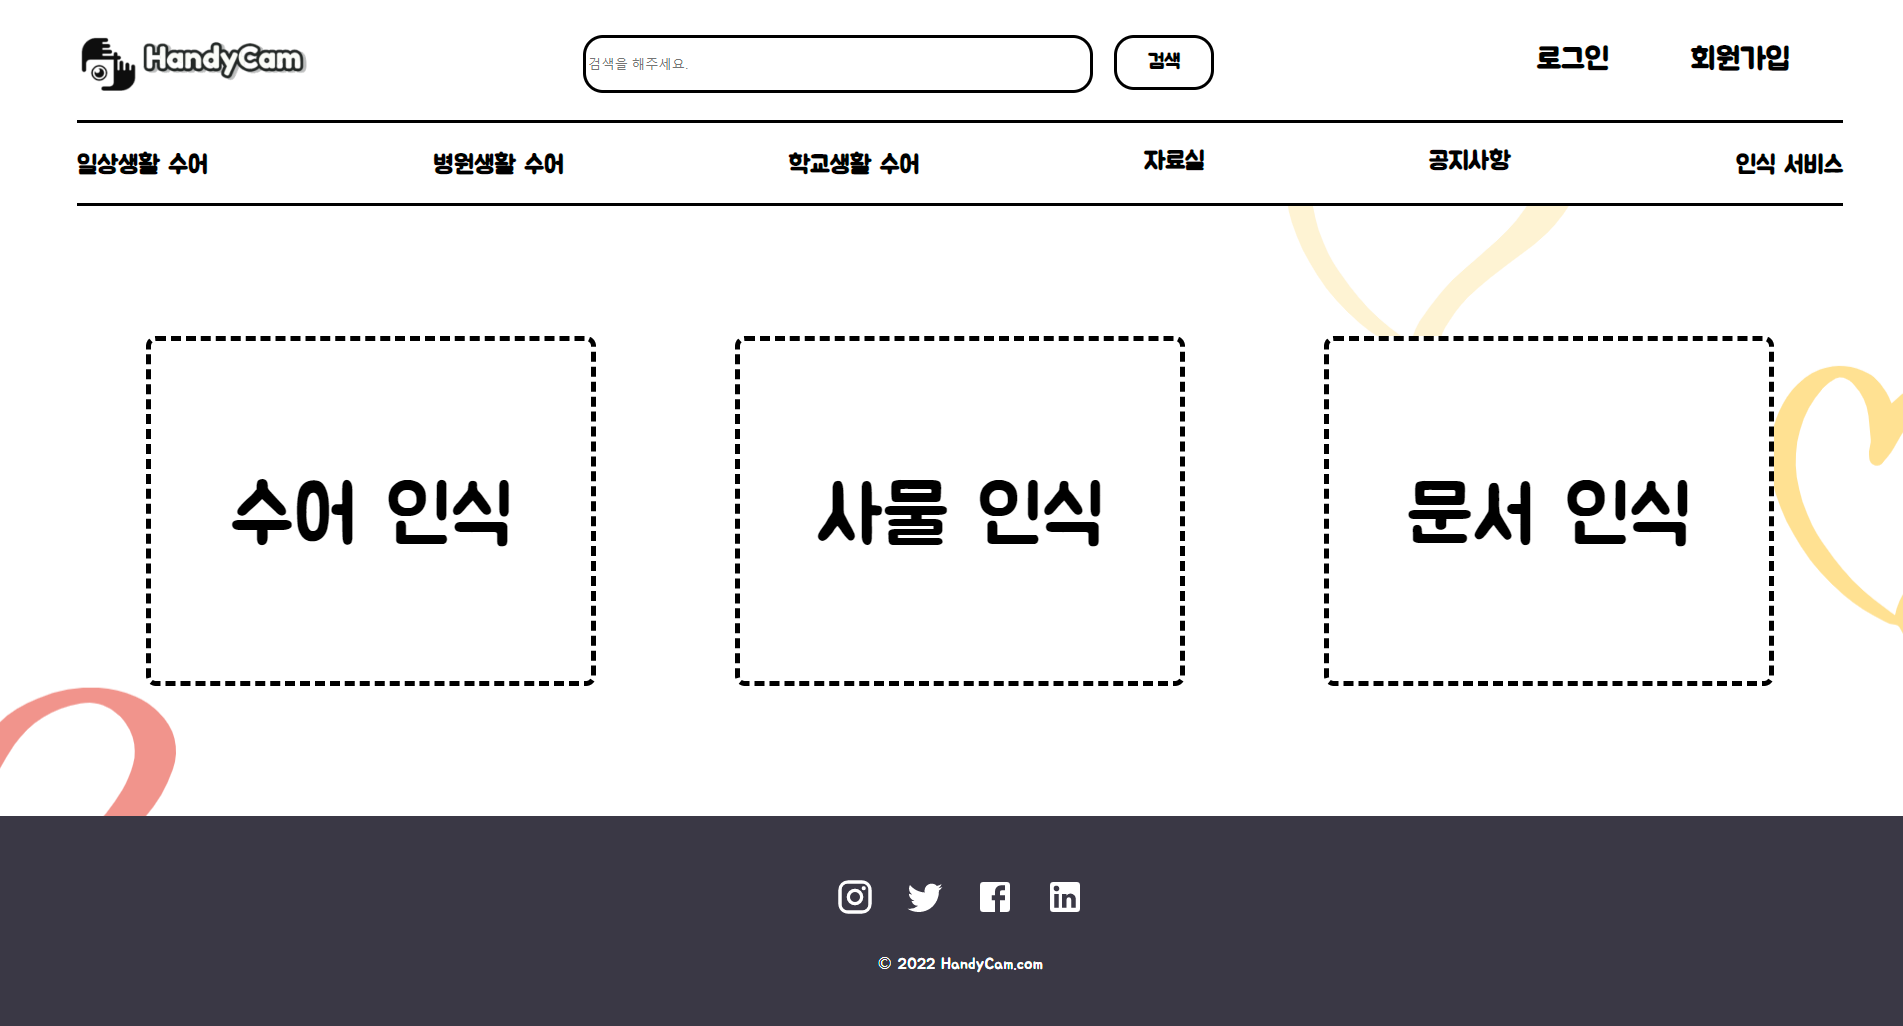 HandyCam
검색을 해주세요.
검색
로그인
회원가입
일상생활 수어
병원생활 수어
학교생활 수어
자료실
공지사항
인식 서비스
수어 인식
사물 인식
문서 인식
© 2022 HandyCam.com